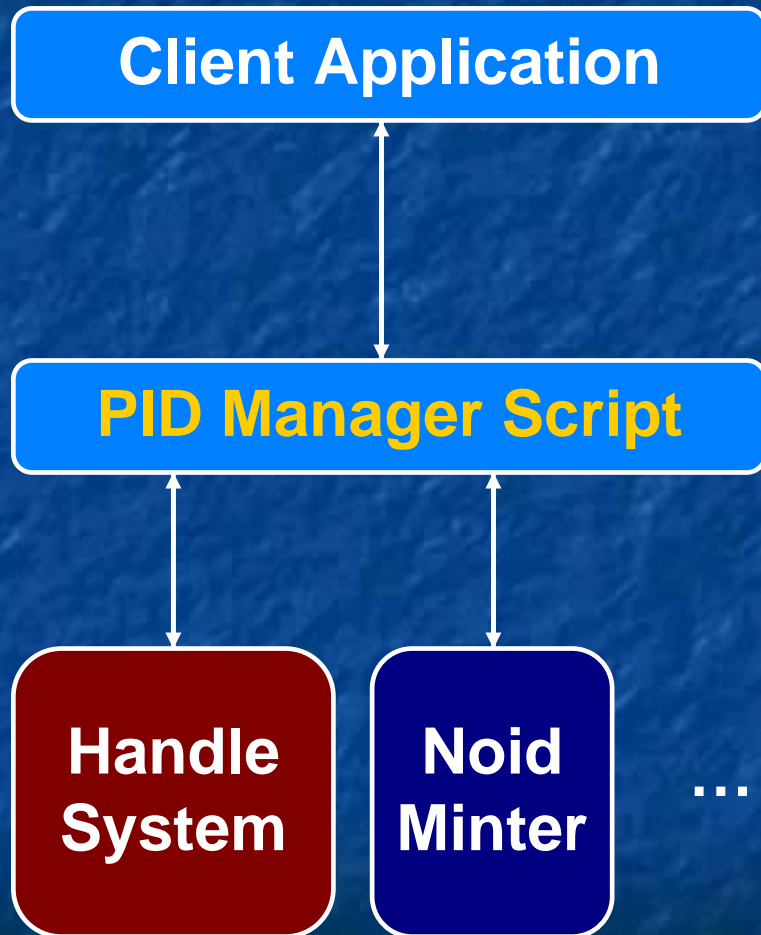 Client Application
PID Manager Script
Handle
System
Noid
Minter
...